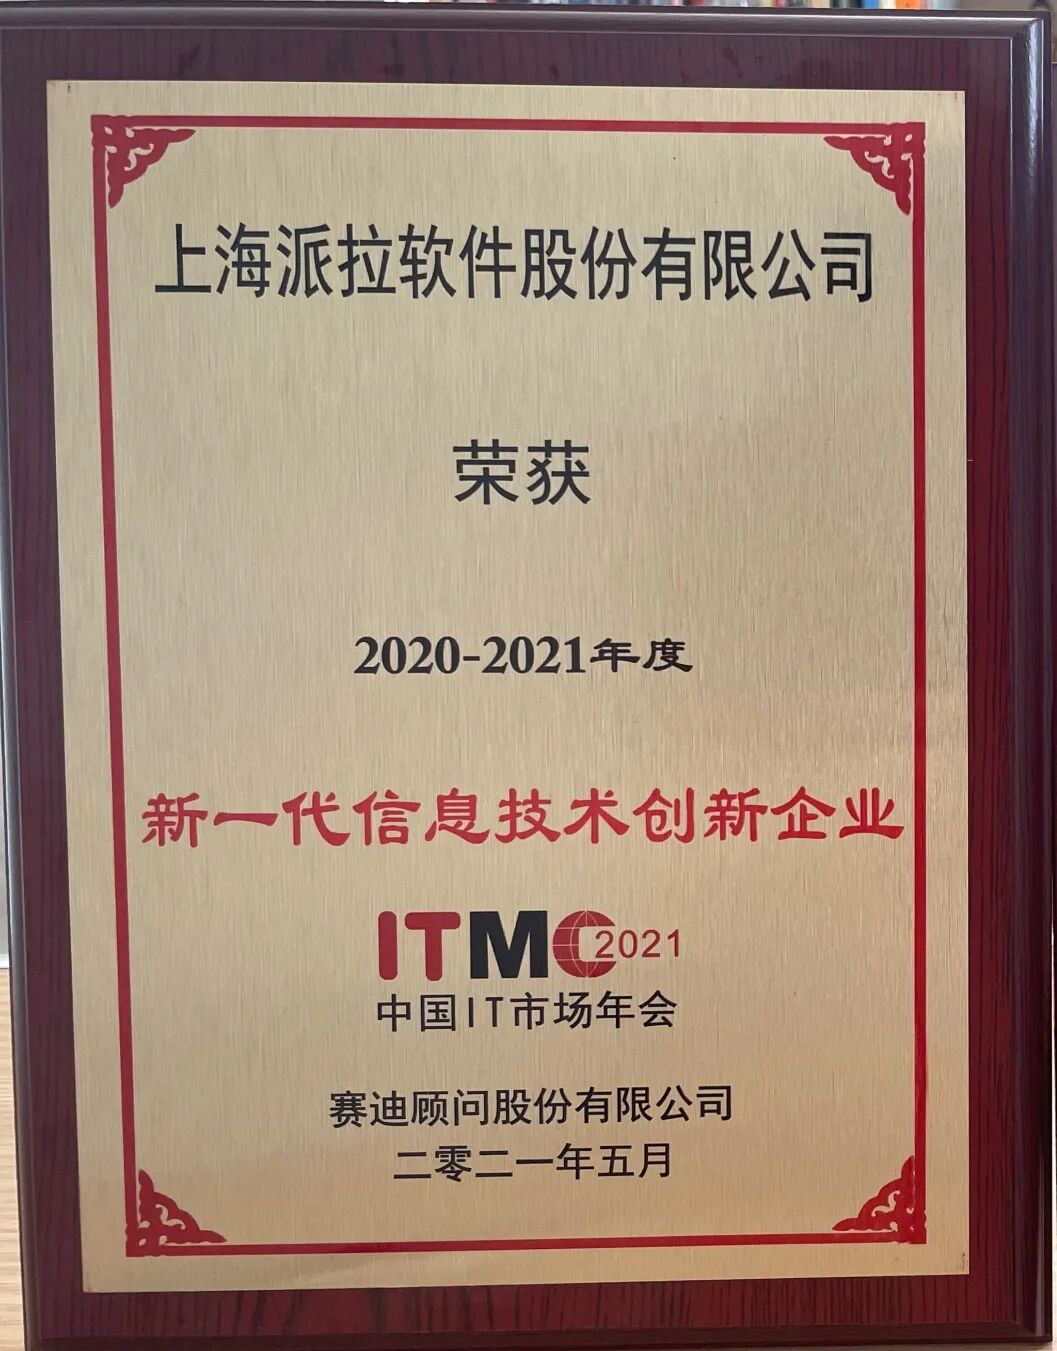 上海派拉软件股份有限公司
荣获
2020-2021年度
新一代信息技术创新企业
ITMC2021
中国IT市场年会
赛迪顾问股份有限公司
二零二一年五月